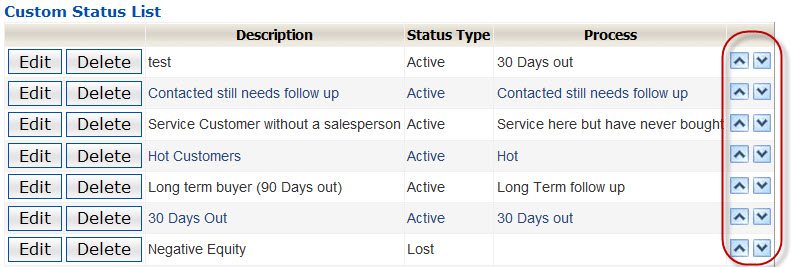 Custom Status List
Description Status Type Process
Edit Delete test Active 30 Days out
Edit Delete Contacted still needs follow up Active Contacted still needs follow up
Edit Delete Service Customer without a salesperson Active Service here but have never bought
Edit Delete Hot Customers Active Hot
Edit Delete Long term buyer (90 Days out) Active Long Term follow up
Edit Delete 30 Days Out Active 30 Days out
Edit Delete Negative Equity Lost